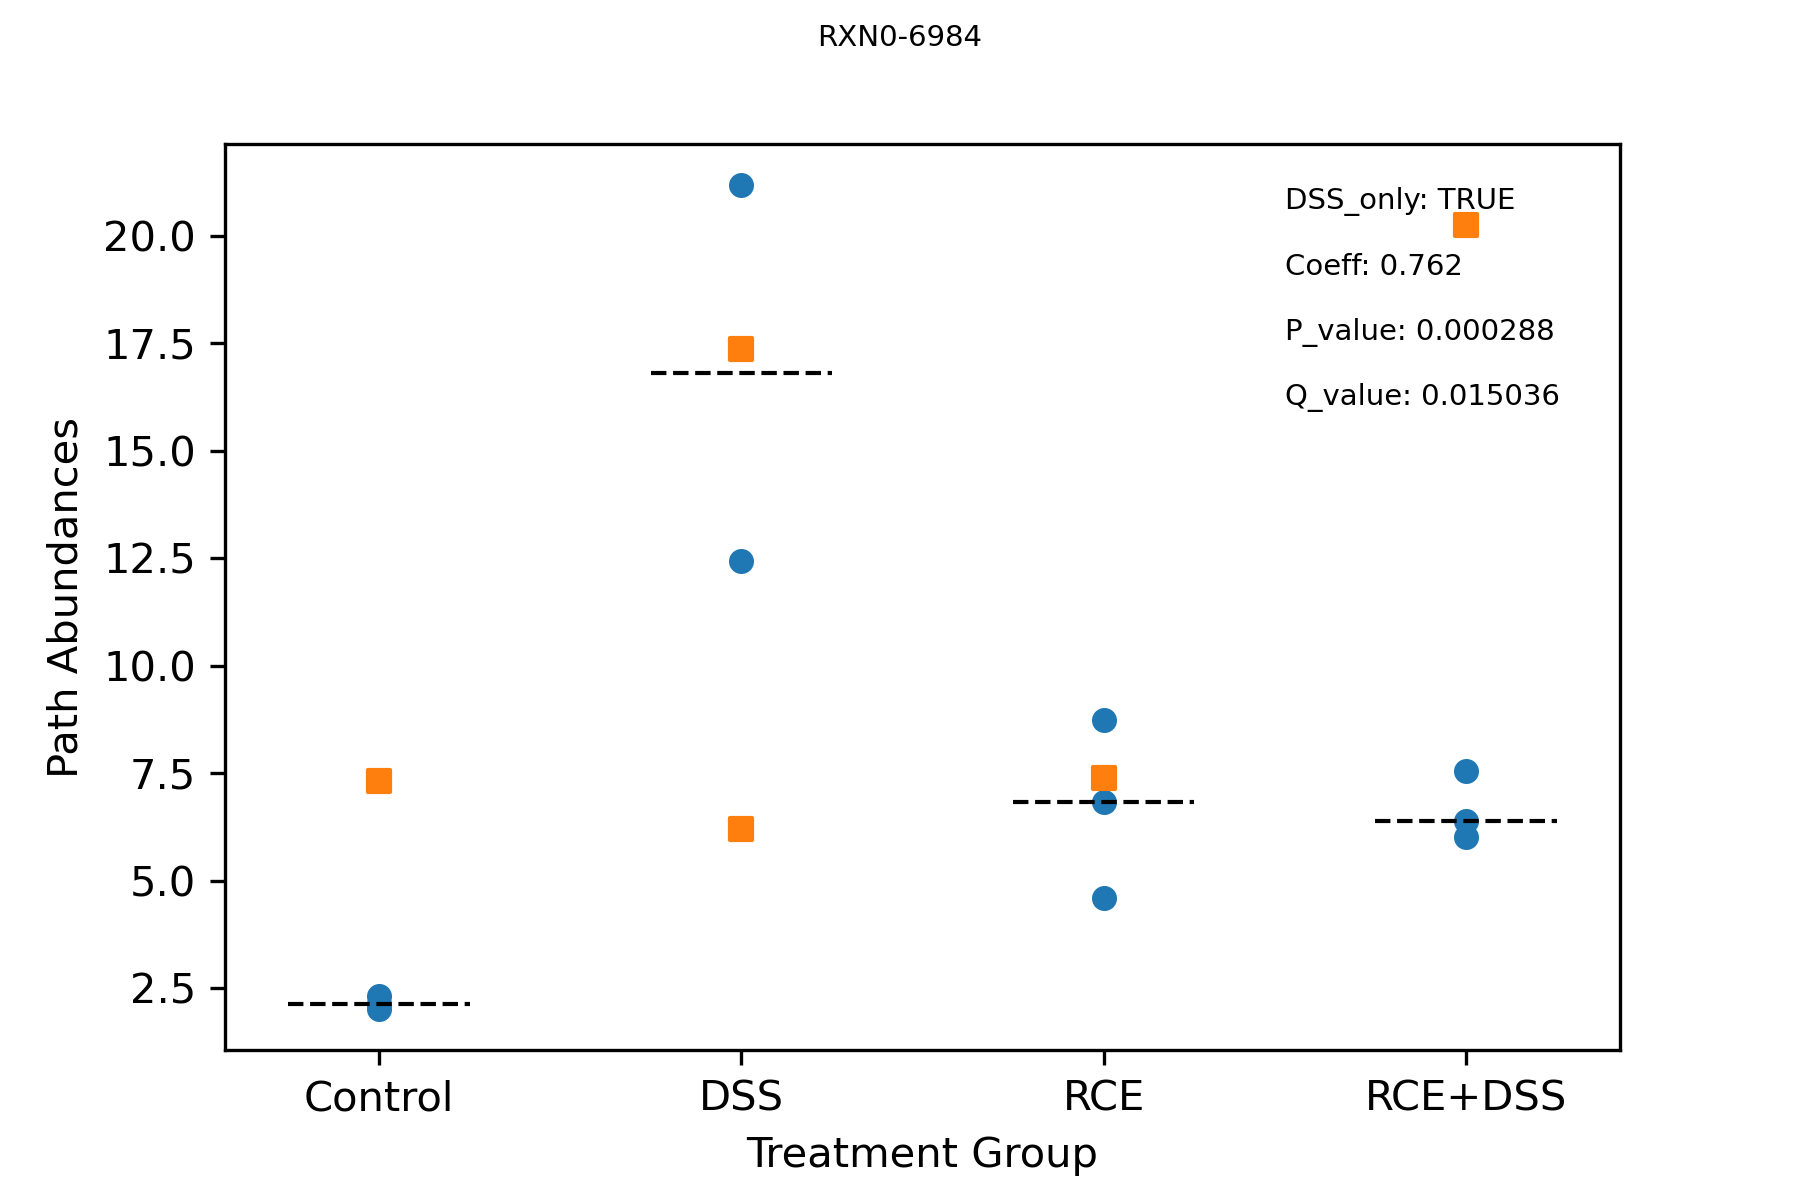 RXN0-6984
DSS_only: TRUE
Coeff: 0.762
P_value: 0.000288
Q_value: 0.015036
20.0
17.5
15.0
12.5
10.0
7.5
5.0
2.5
Path Abundances
Control
DSS
RCE
RCE+DSS
Treatment Group